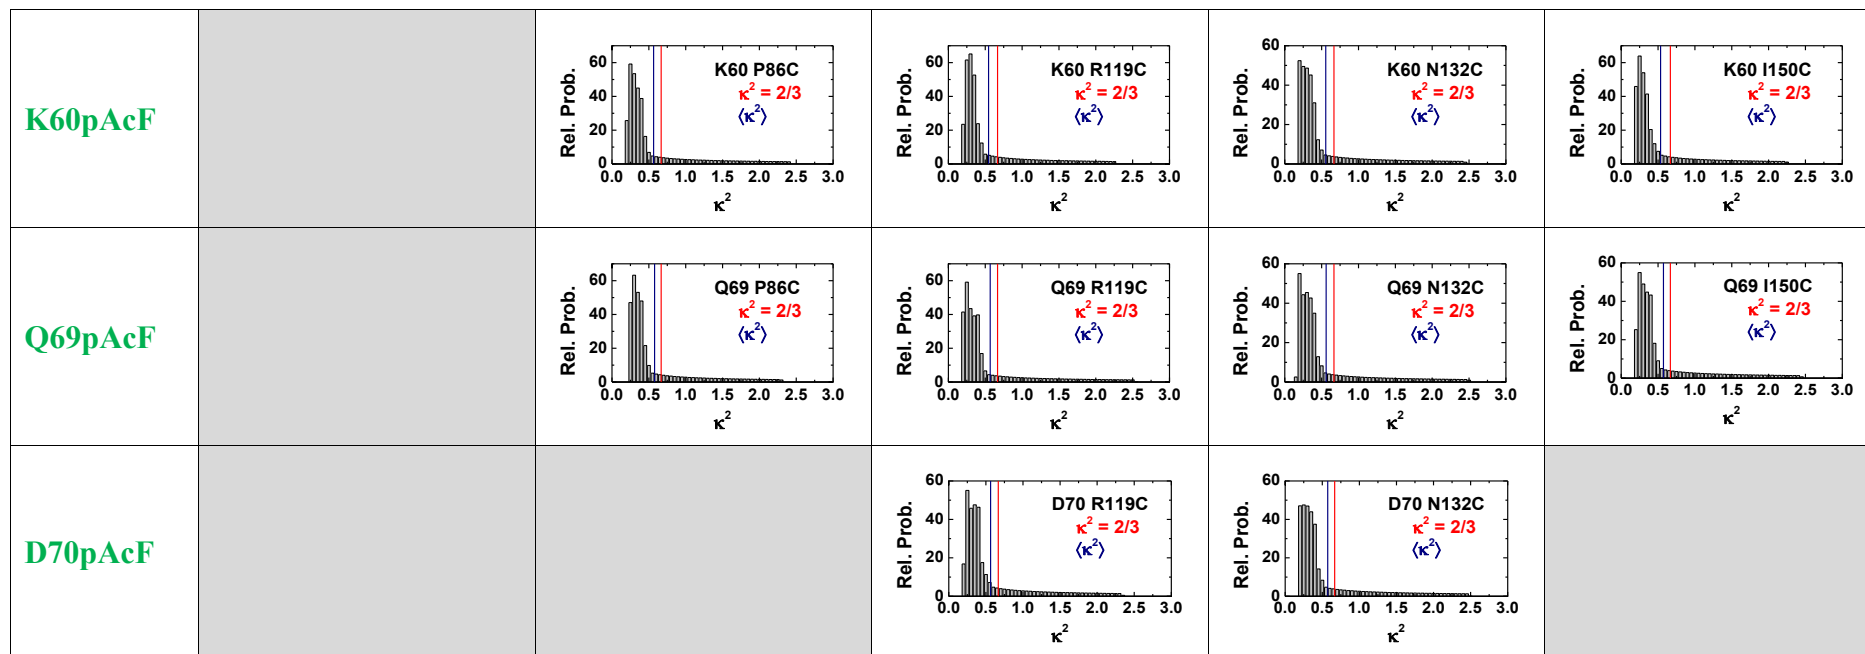 K60pAcF
Rel. Prob.
60
40
20
0
K60 P86C
κ² = 2/3
⟨κ²⟩
0.0 0.5 1.0 1.5 2.0 2.5 3.0
κ²
Rel. Prob.
60
40
20
0
K60 R119C
κ² = 2/3
⟨κ²⟩
0.0 0.5 1.0 1.5 2.0 2.5 3.0
κ²
Rel. Prob.
60
40
20
0
K60 N132C
κ² = 2/3
⟨κ²⟩
0.0 0.5 1.0 1.5 2.0 2.5 3.0
κ²
Rel. Prob.
60
40
20
0
K60 I150C
κ² = 2/3
⟨κ²⟩
0.0 0.5 1.0 1.5 2.0 2.5 3.0
κ²
Q69pAcF
Rel. Prob.
60
40
20
0
Q69 P86C
κ² = 2/3
⟨κ²⟩
0.0 0.5 1.0 1.5 2.0 2.5 3.0
κ²
Rel. Prob.
60
40
20
0
Q69 R119C
κ² = 2/3
⟨κ²⟩
0.0 0.5 1.0 1.5 2.0 2.5 3.0
κ²
Rel. Prob.
60
40
20
0
Q69 N132C
κ² = 2/3
⟨κ²⟩
0.0 0.5 1.0 1.5 2.0 2.5 3.0
κ²
Rel. Prob.
60
40
20
0
Q69 I150C
κ² = 2/3
⟨κ²⟩
0.0 0.5 1.0 1.5 2.0 2.5 3.0
κ²
D70pAcF
Rel. Prob.
60
40
20
0
D70 R119C
κ² = 2/3
⟨κ²⟩
0.0 0.5 1.0 1.5 2.0 2.5 3.0
κ²
Rel. Prob.
60
40
20
0
D70 N132C
κ² = 2/3
⟨κ²⟩
0.0 0.5 1.0 1.5 2.0 2.5 3.0
κ²